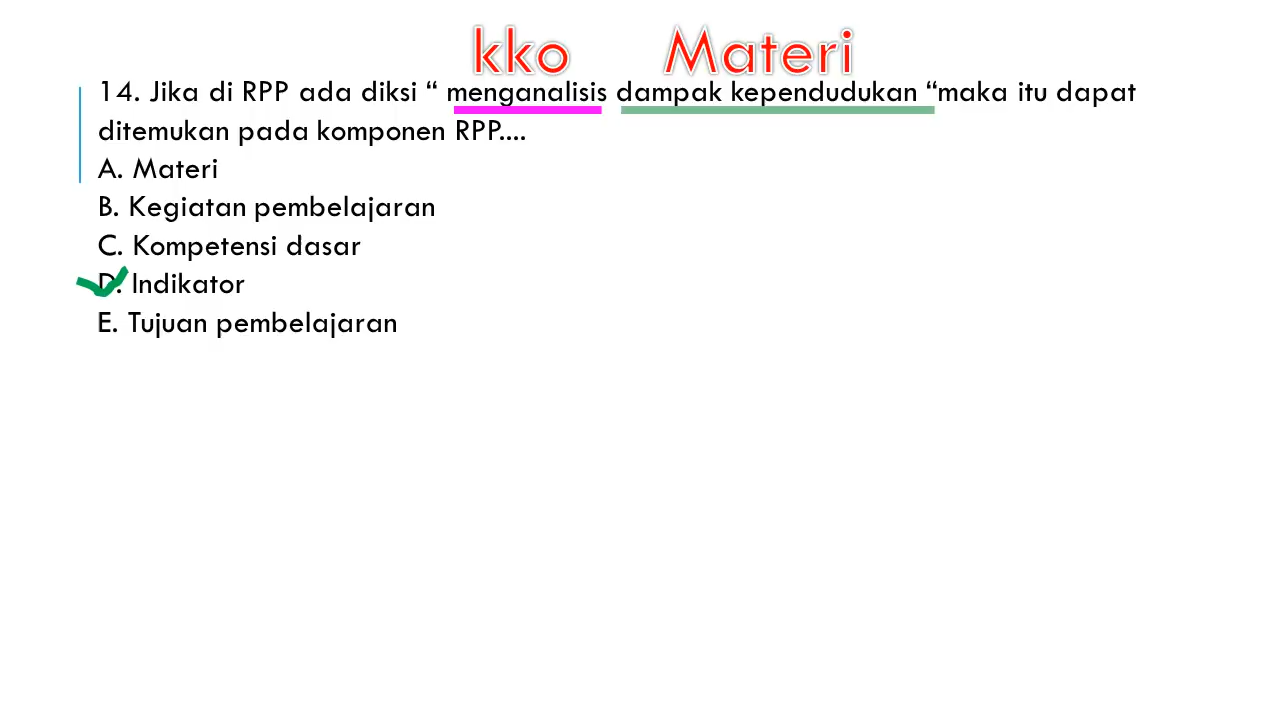 kko Materi
14. Jika di RPP ada diksi “ menganalisis dampak kependudukan “maka itu dapat
ditemukan pada komponen RPP....
A. Materi
B. Kegiatan pembelajaran
C. Kompetensi dasar
D. Indikator
E. Tujuan pembelajaran